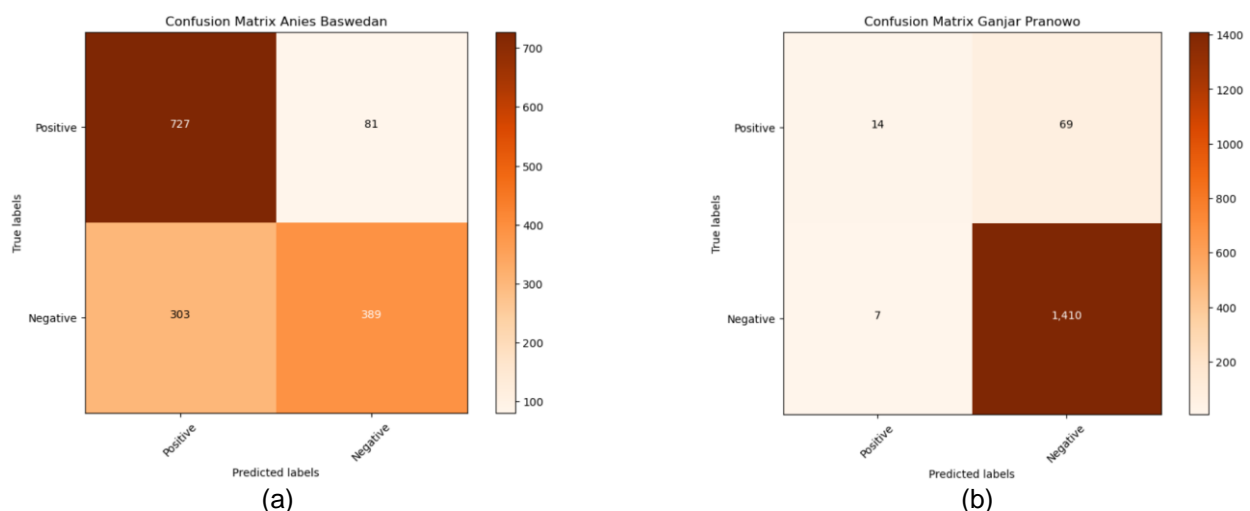 Confusion Matrix Anies Baswedan
Positive
Negative
True labels
727
81
303
389
Positive
Negative
Predicted labels
700
600
500
400
300
200
100
(a)
Confusion Matrix Ganjar Pranowo
Positive
Negative
True labels
14
69
7
1,410
Positive
Negative
Predicted labels
1400
1200
1000
800
600
400
200
(b)